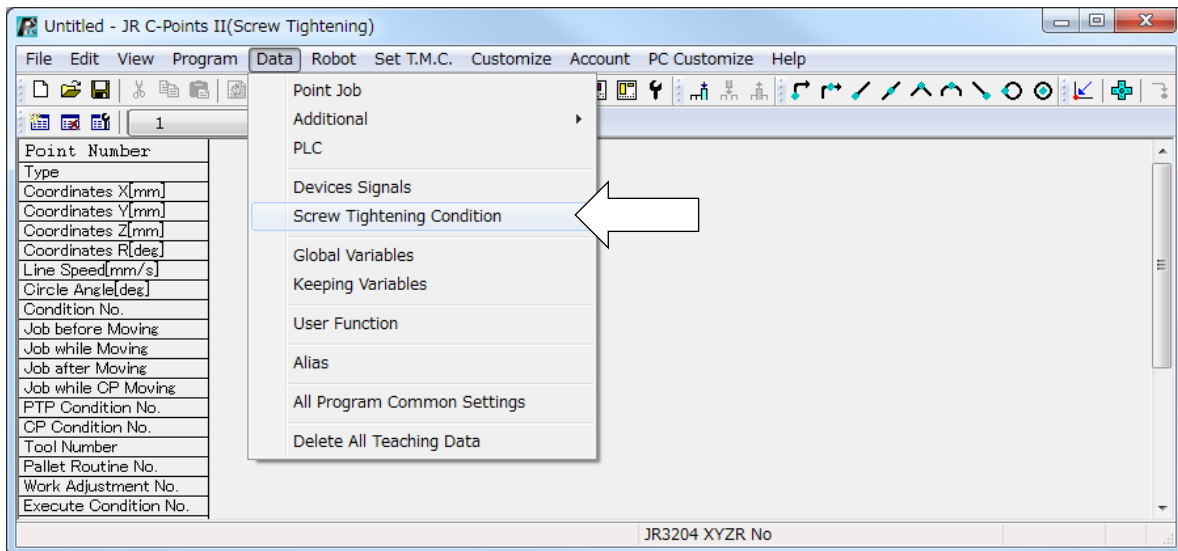 Untitled - JR C-Points II(Screw Tightening)
File Edit View Program Data Robot Set T.M.C. Customize Account PC Customize Help
1
Point Job
Additional
PLC
Devices Signals
Screw Tightening Condition
Global Variables
Keeping Variables
User Function
Alias
All Program Common Settings
Delete All Teaching Data
Point Number
Type
Coordinates X[mm]
Coordinates Y[mm]
Coordinates Z[mm]
Coordinates R[deg]
Line Speed[mm/s]
Circle Angle[deg]
Condition No.
Job before Moving
Job while Moving
Job after Moving
Job while CP Moving
PTP Condition No.
CP Condition No.
Tool Number
Pallet Routine No.
Work Adjustment No.
Execute Condition No.
JR3204 XYZR No